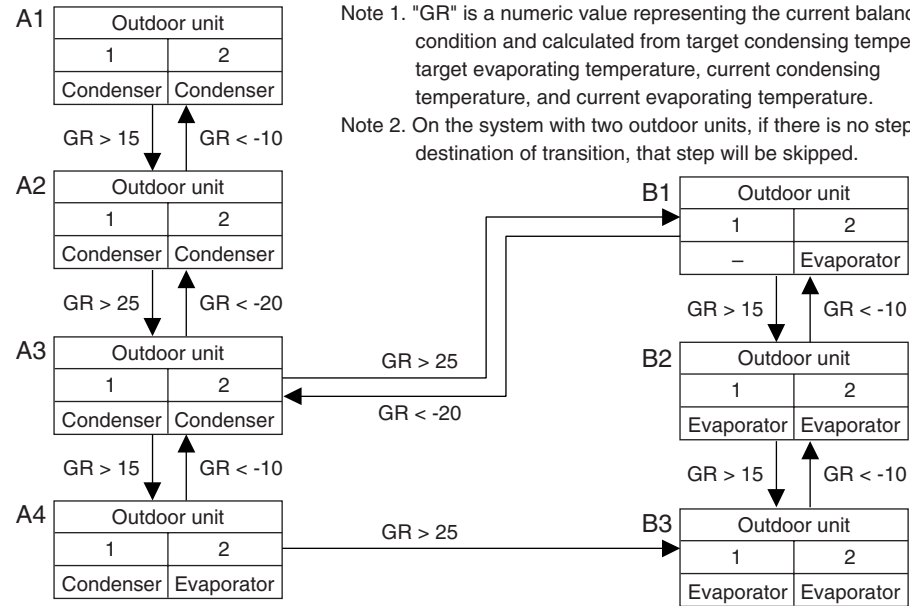 Note 1. "GR" is a numeric value representing the current balanc
condition and calculated from target condensing tempe
target evaporating temperature, current condensing
temperature, and current evaporating temperature.
Note 2. On the system with two outdoor units, if there is no step
destination of transition, that step will be skipped.
A1
Outdoor unit
1 2
Condenser Condenser
GR > 15 GR < -10
A2
Outdoor unit
1 2
Condenser Condenser
GR > 25 GR < -20
A3
Outdoor unit
1 2
Condenser Condenser
GR > 15 GR < -10
A4
Outdoor unit
1 2
Condenser Evaporator
GR > 25
GR < -20
GR > 25
B1
Outdoor unit
1 2
– Evaporator
GR > 15 GR < -10
B2
Outdoor unit
1 2
Evaporator Evaporator
GR > 15 GR < -10
B3
Outdoor unit
1 2
Evaporator Evaporator